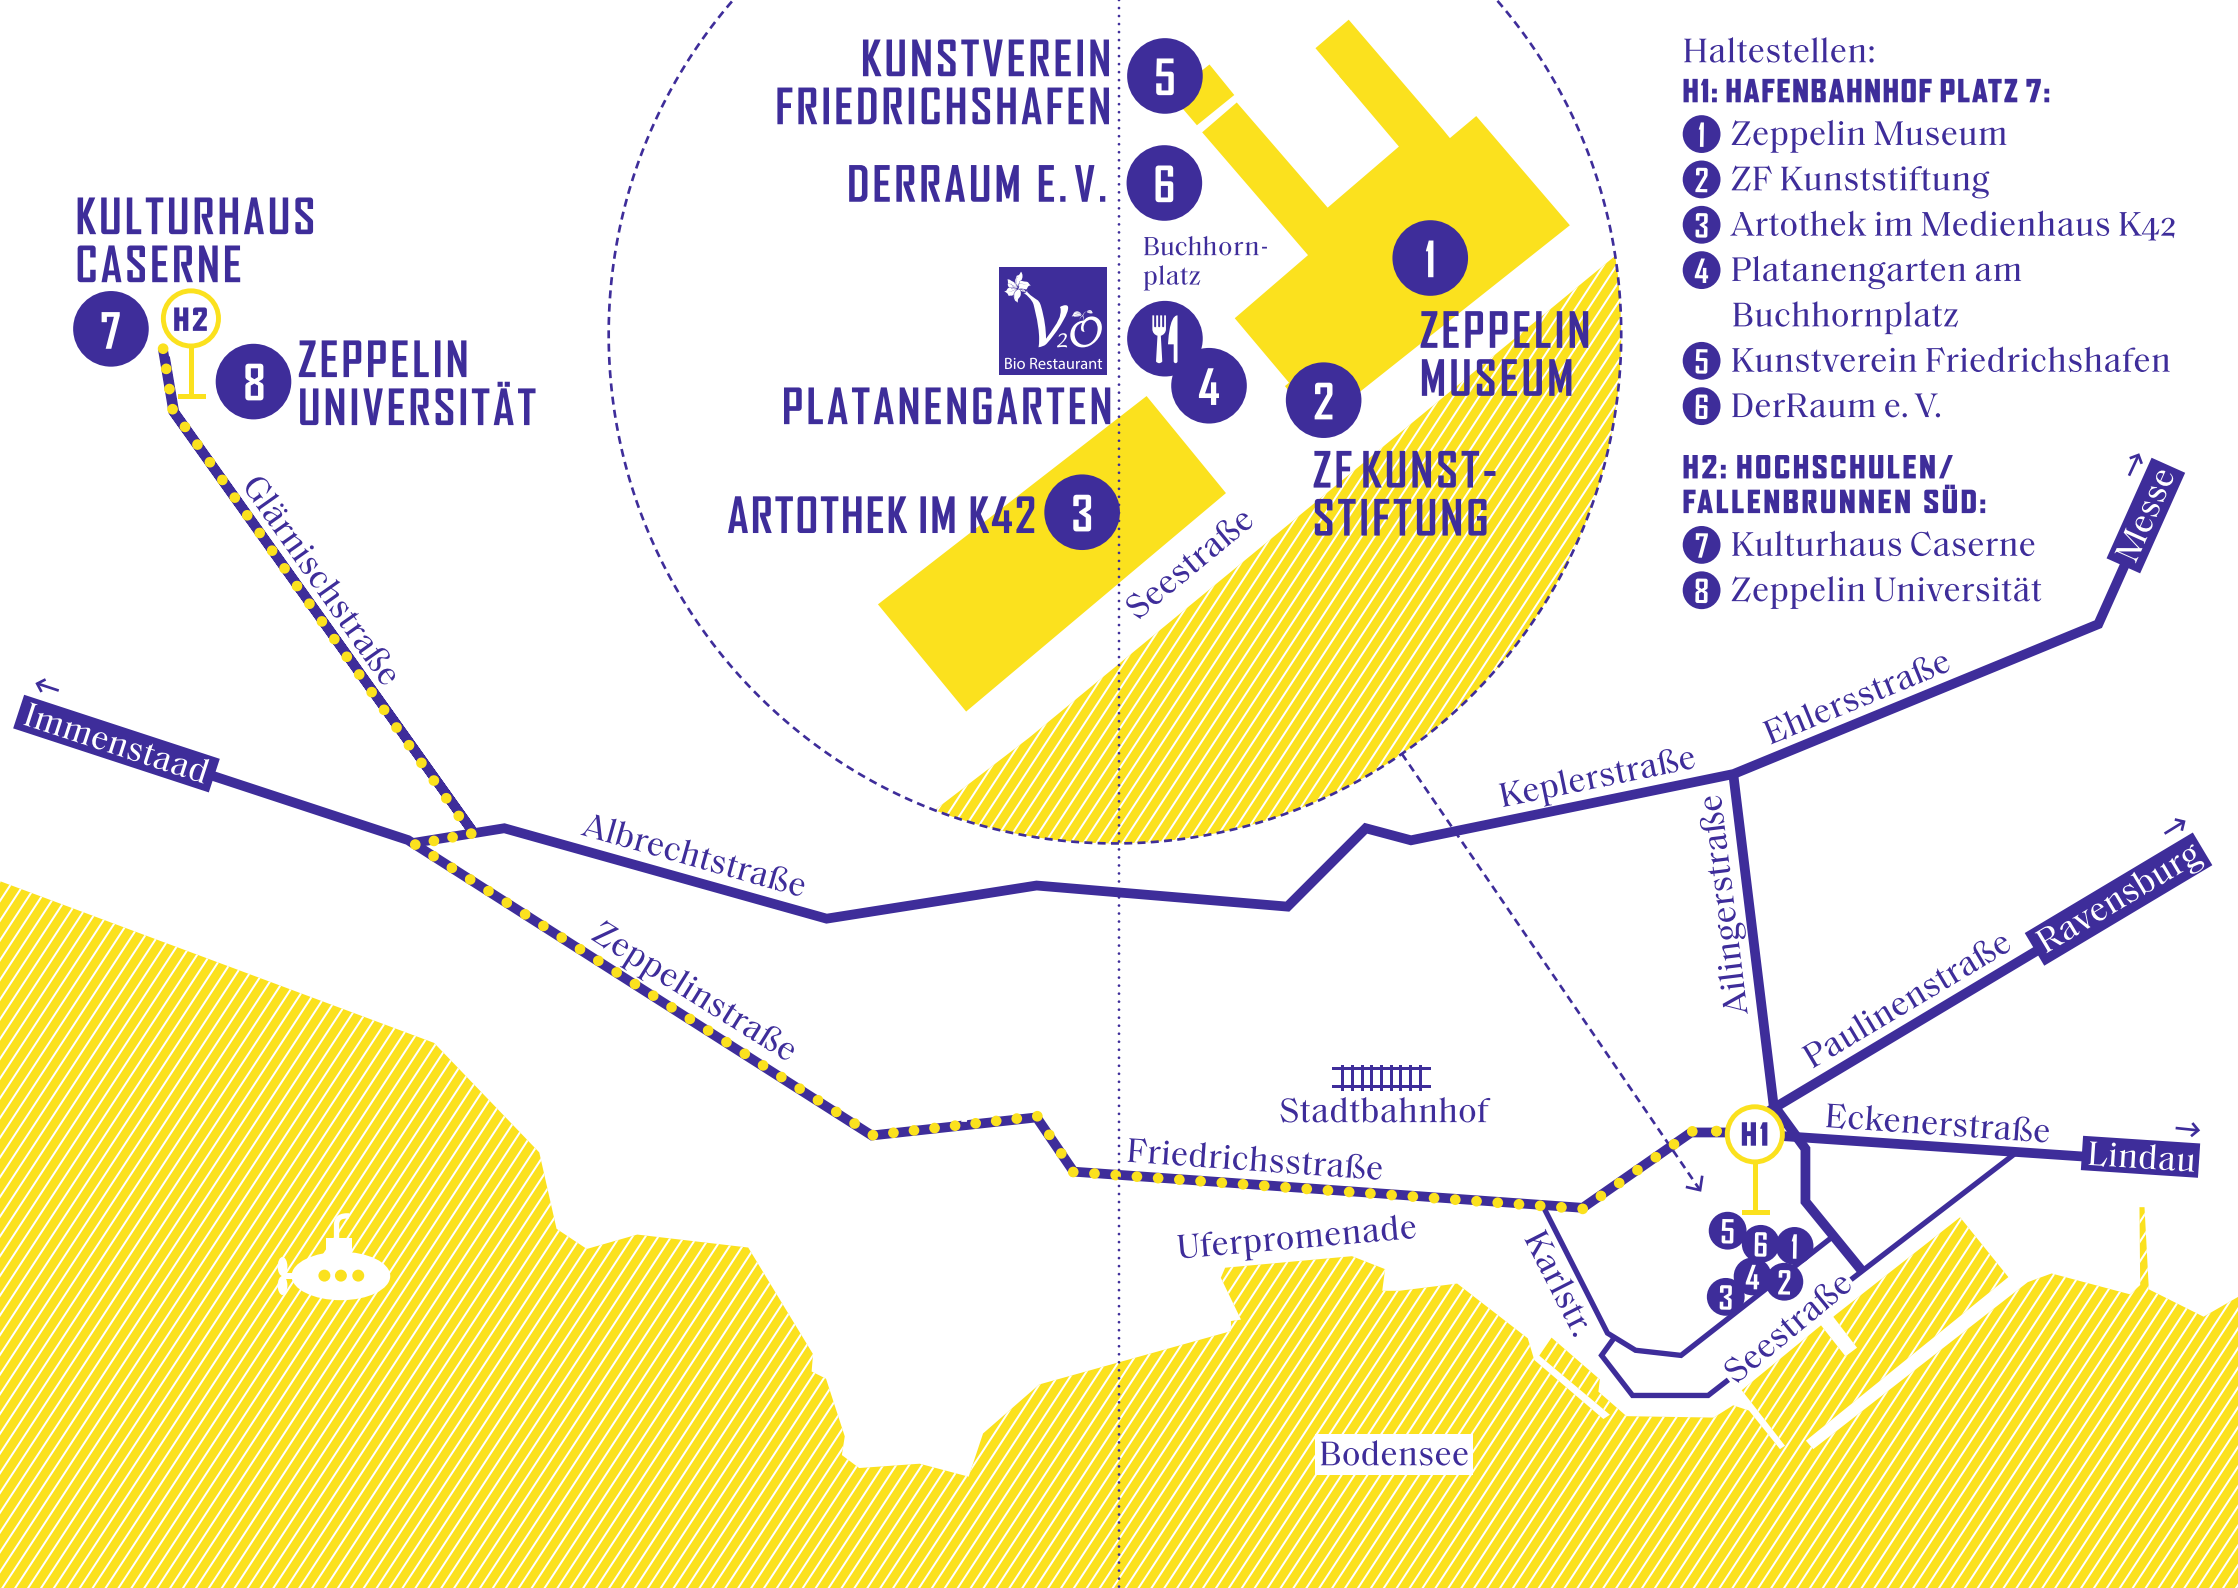 KUNSTVEREIN
FRIEDRICHSHAFEN
5
DERRAUM E. V.
6
Buchhorn-
platz
V2O
Bio Restaurant
4
PLATANENGARTEN
1
ZEPPELIN
MUSEUM
2
ZF KUNST-
STIFTUNG
ARTOTHEK IM K42
3
Seestraße
KULTURHAUS
CASERNE
7
H2
8
ZEPPELIN
UNIVERSITÄT
Haltestellen:
H1: HAFENBAHNHOF PLATZ 7:
1 Zeppelin Museum
2 ZF Kunststiftung
3 Artothek im Medienhaus K42
4 Platanengarten am
Buchhornplatz
5 Kunstverein Friedrichshafen
6 DerRaum e. V.
H2: HOCHSCHULEN/
FALLENBRUNNEN SÜD:
7 Kulturhaus Caserne
8 Zeppelin Universität
← Immenstaad
Glärnischstraße
Albrechtstraße
Zeppelinstraße
Keplerstraße
Ehlersstraße
Messe →
Ailingerstraße
Paulinenstraße
Ravensburg →
Stadtbahnhof
Friedrichsstraße
Uferpromenade
H1
Eckenerstraße
Lindau →
5
6
1
4
2
3
Karlstr.
Seestraße
Bodensee